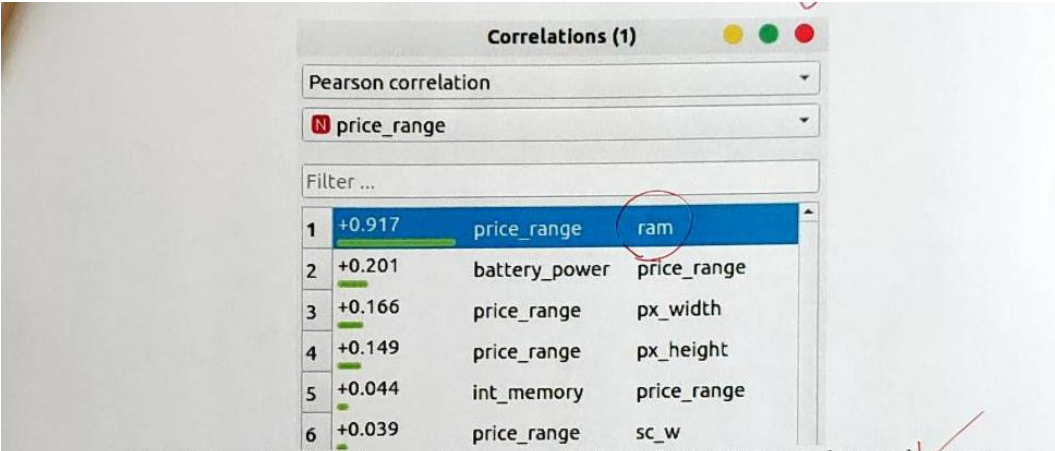 Correlations (1)
Pearson correlation
N price_range
Filter ...
1 +0.917 price_range ram
2 +0.201 battery_power price_range
3 +0.166 price_range px_width
4 +0.149 price_range px_height
5 +0.044 int_memory price_range
6 +0.039 price_range sc_w